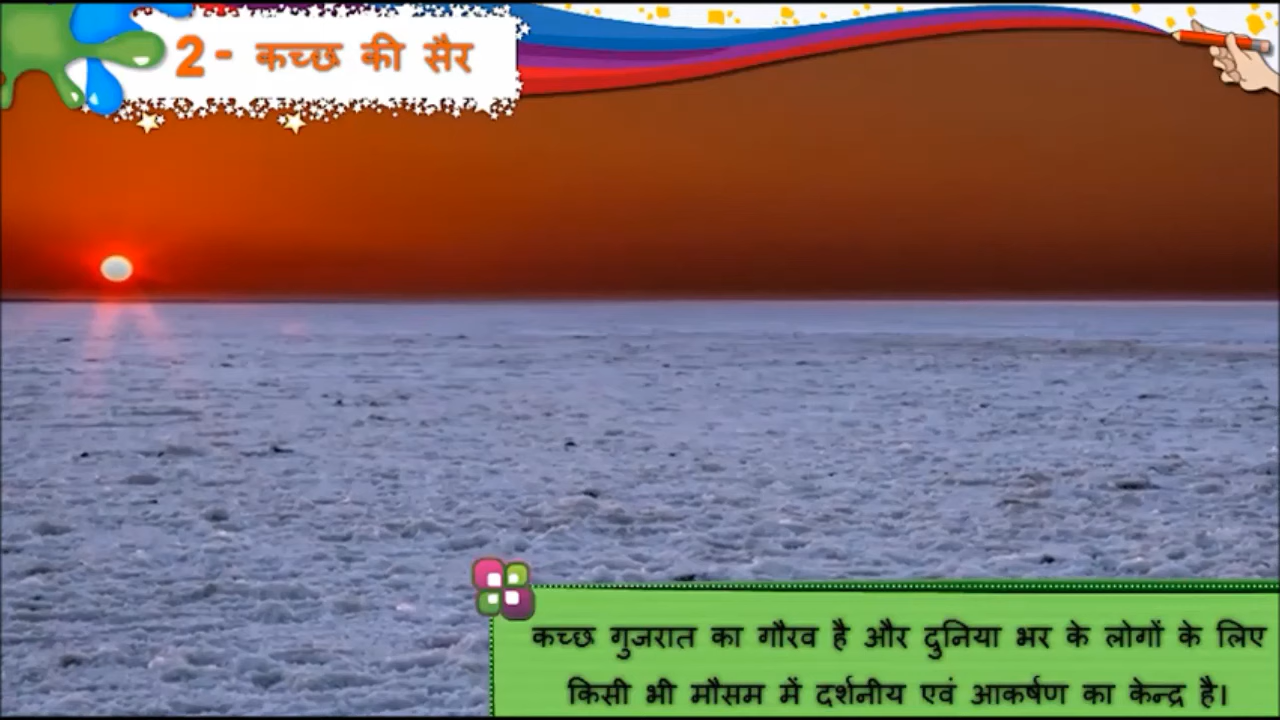 2- कच्छ की सैर
कच्छ गुजरात का गौरव है और दुनिया भर के लोगों के लिए
किसी भी मौसम में दर्शनीय एवं आकर्षण का केन्द्र है।